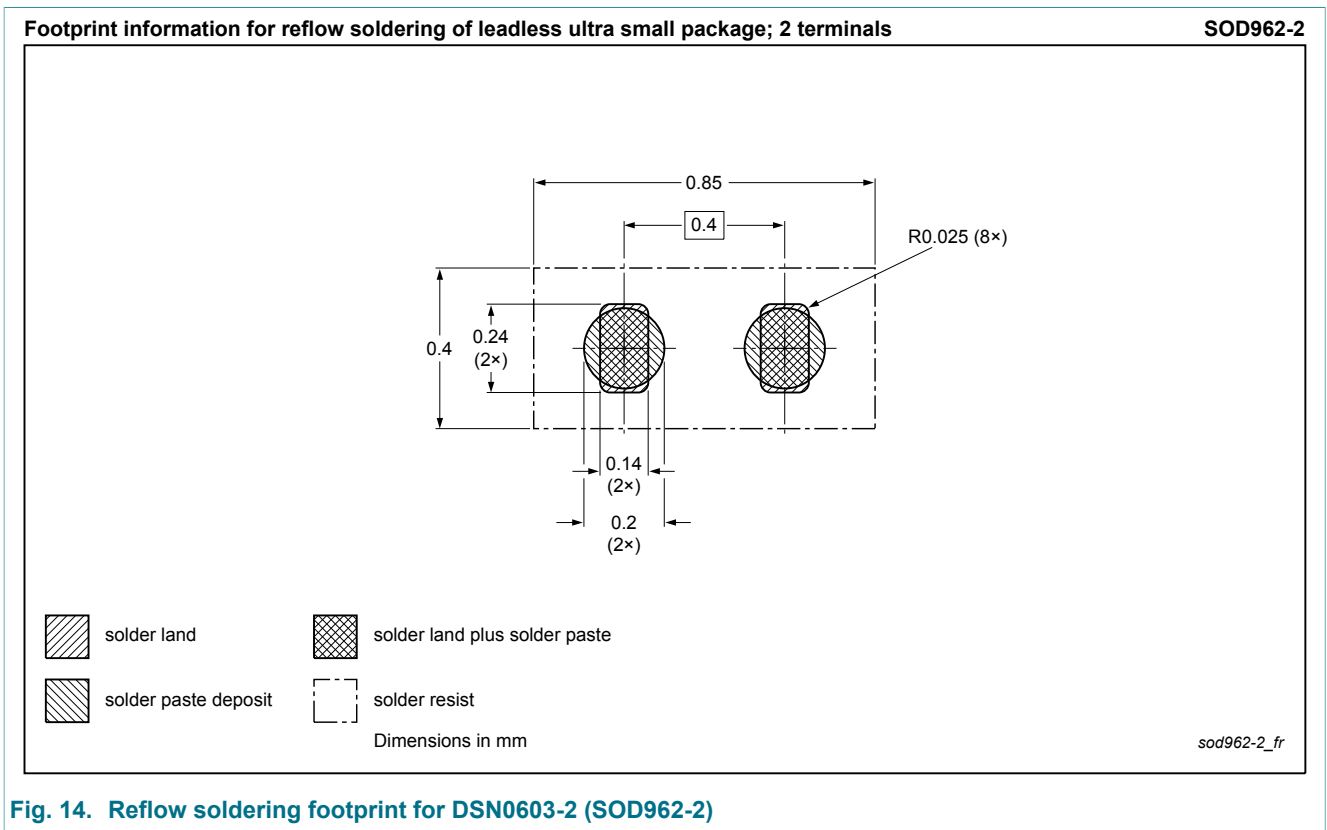 Footprint information for reflow soldering of leadless ultra small package; 2 terminals
SOD962-2
0.85
0.4
R0.025 (8×)
0.24
(2×)
0.4
0.14
(2×)
0.2
(2×)
solder land
solder land plus solder paste
solder paste deposit
solder resist
Dimensions in mm
sod962-2_fr
Fig. 14. Reflow soldering footprint for DSN0603-2 (SOD962-2)